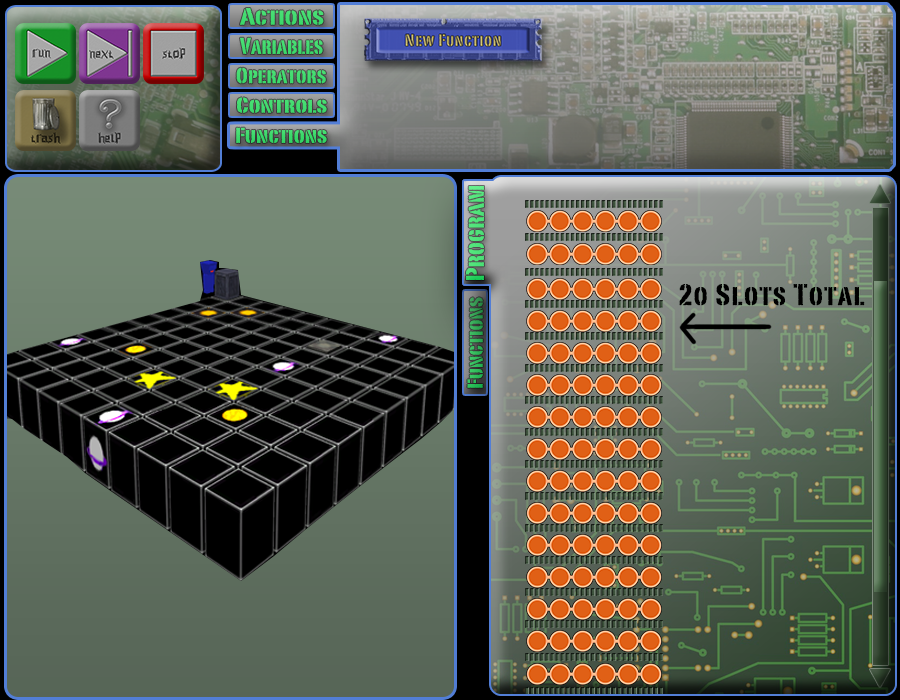 run
next
stop
trash
help
Actions
Variables
Operators
Controls
Functions
New Function
Program
Functions
20 Slots Total